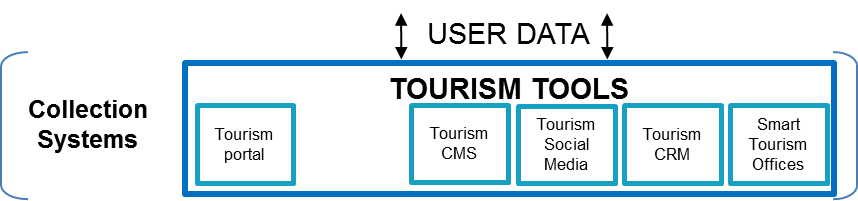 USER DATA
TOURISM TOOLS
Collection
Systems
Tourism
portal
Tourism
CMS
Tourism
Social
Media
Tourism
CRM
Smart
Tourism
Offices